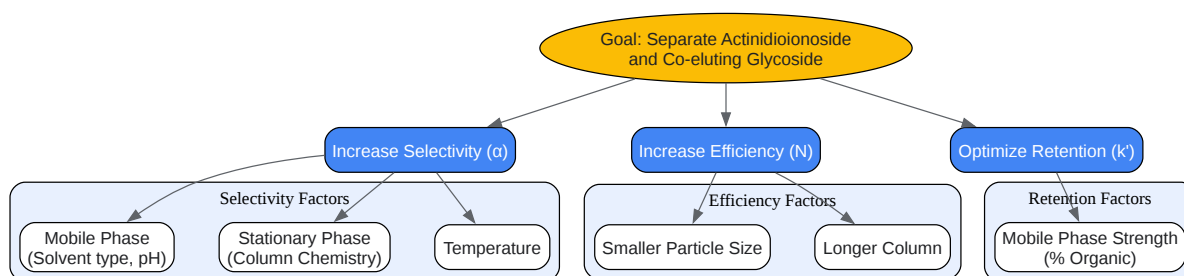 Goal: Separate Actinidioionoside
and Co-eluting Glycoside
Increase Selectivity (α)
Increase Efficiency (N)
Optimize Retention (k')
Selectivity Factors
Efficiency Factors
Retention Factors
Mobile Phase
(Solvent type, pH)
Stationary Phase
(Column Chemistry)
Temperature
Smaller Particle Size
Longer Column
Mobile Phase Strength
(% Organic)